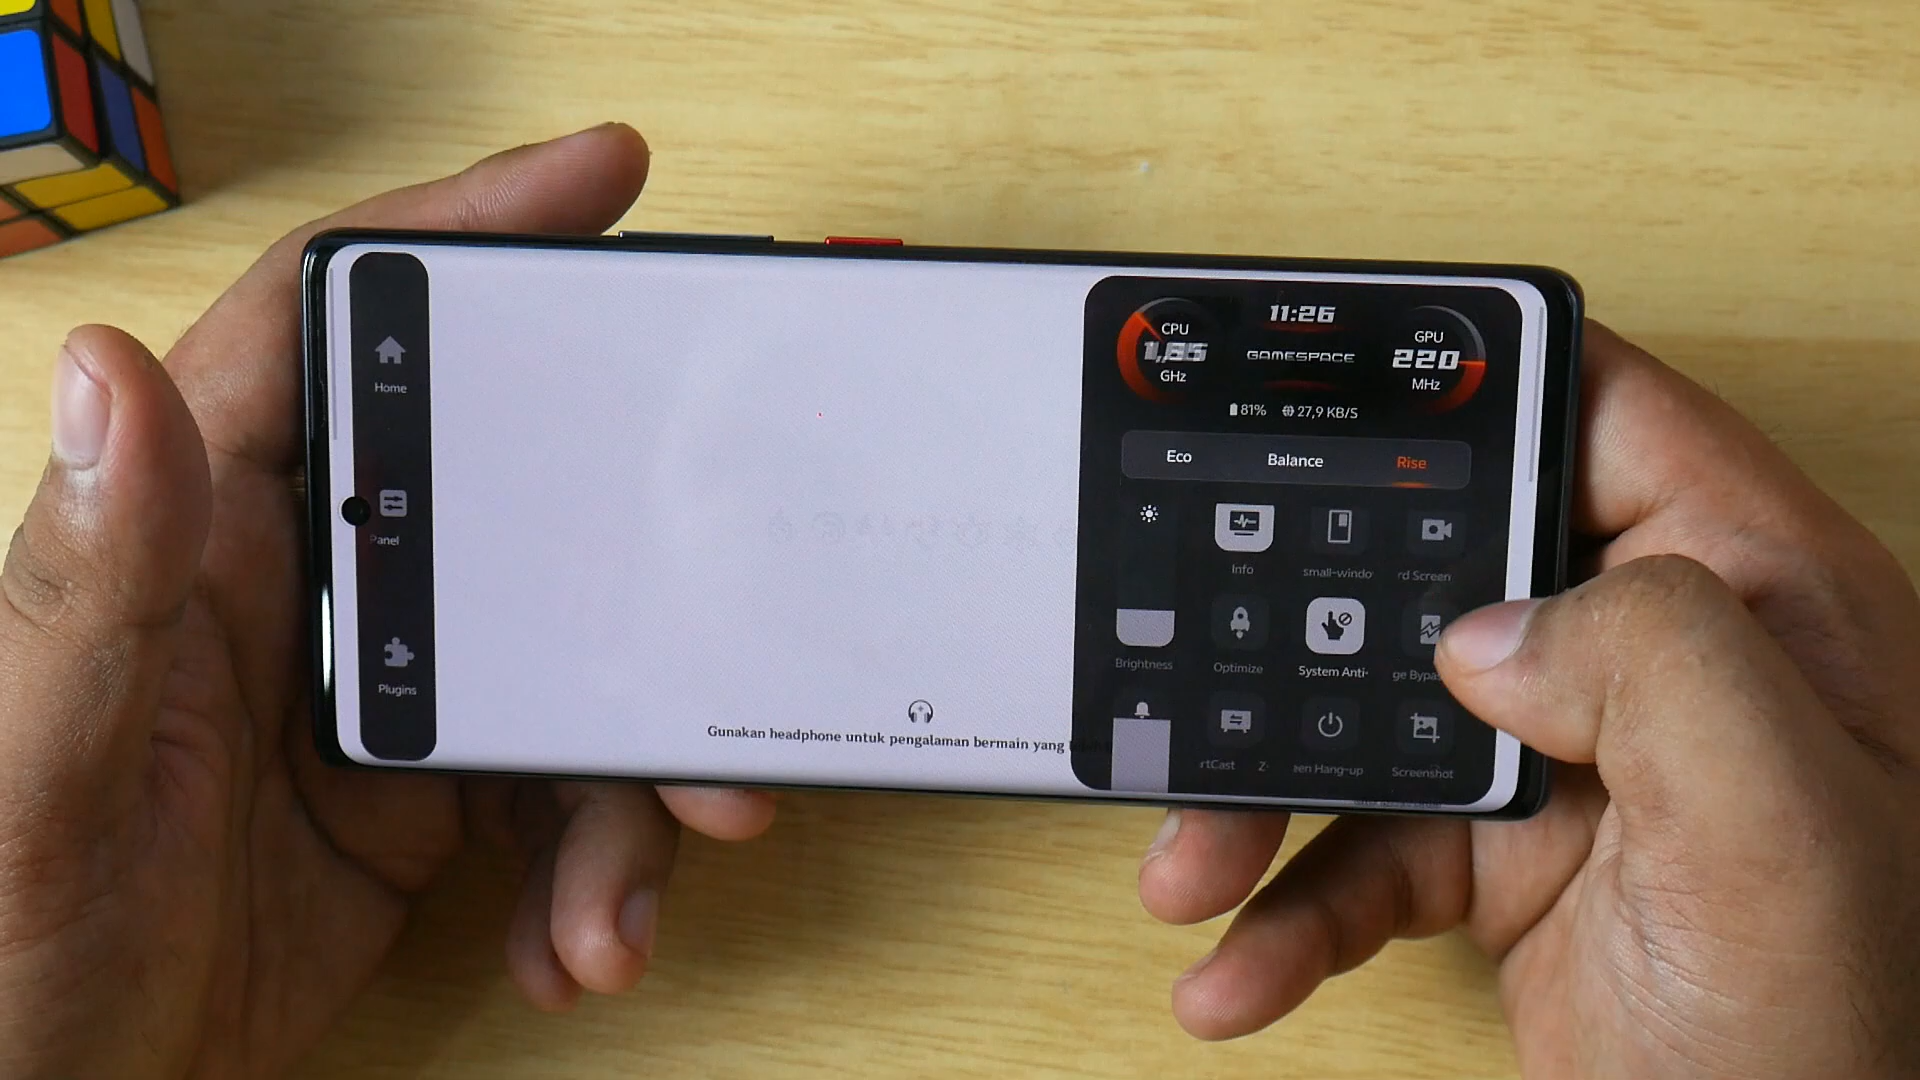 Home
Panel
Plugins
Gunakan headphone untuk pengalaman bermain yang
11:26
CPU
GHz
GAMESPACE
GPU
220
MHz
81% 27,9 KB/S
Eco Balance Rise
Info small-windo rd Screen
Brightness Optimize System Anti- ge Bypa
rtCast Z- een Hang-up Screenshot